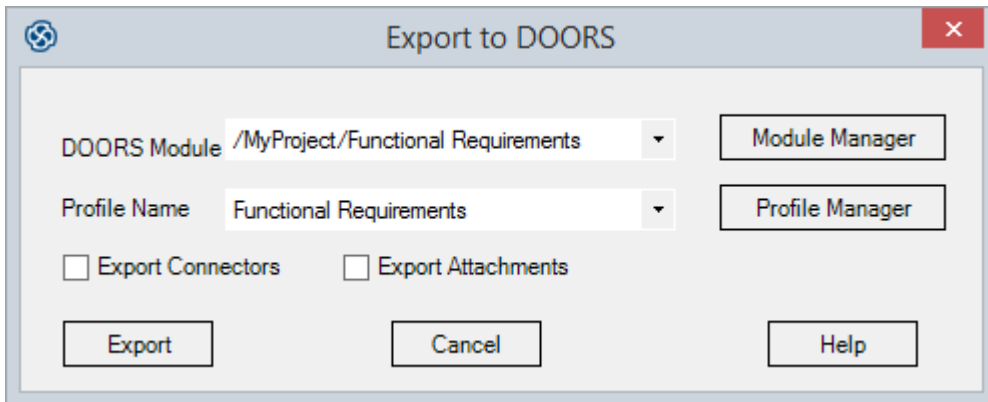 Export to DOORS
DOORS Module /MyProject/Functional Requirements Module Manager
Profile Name Functional Requirements Profile Manager
Export Connectors Export Attachments
Export Cancel Help